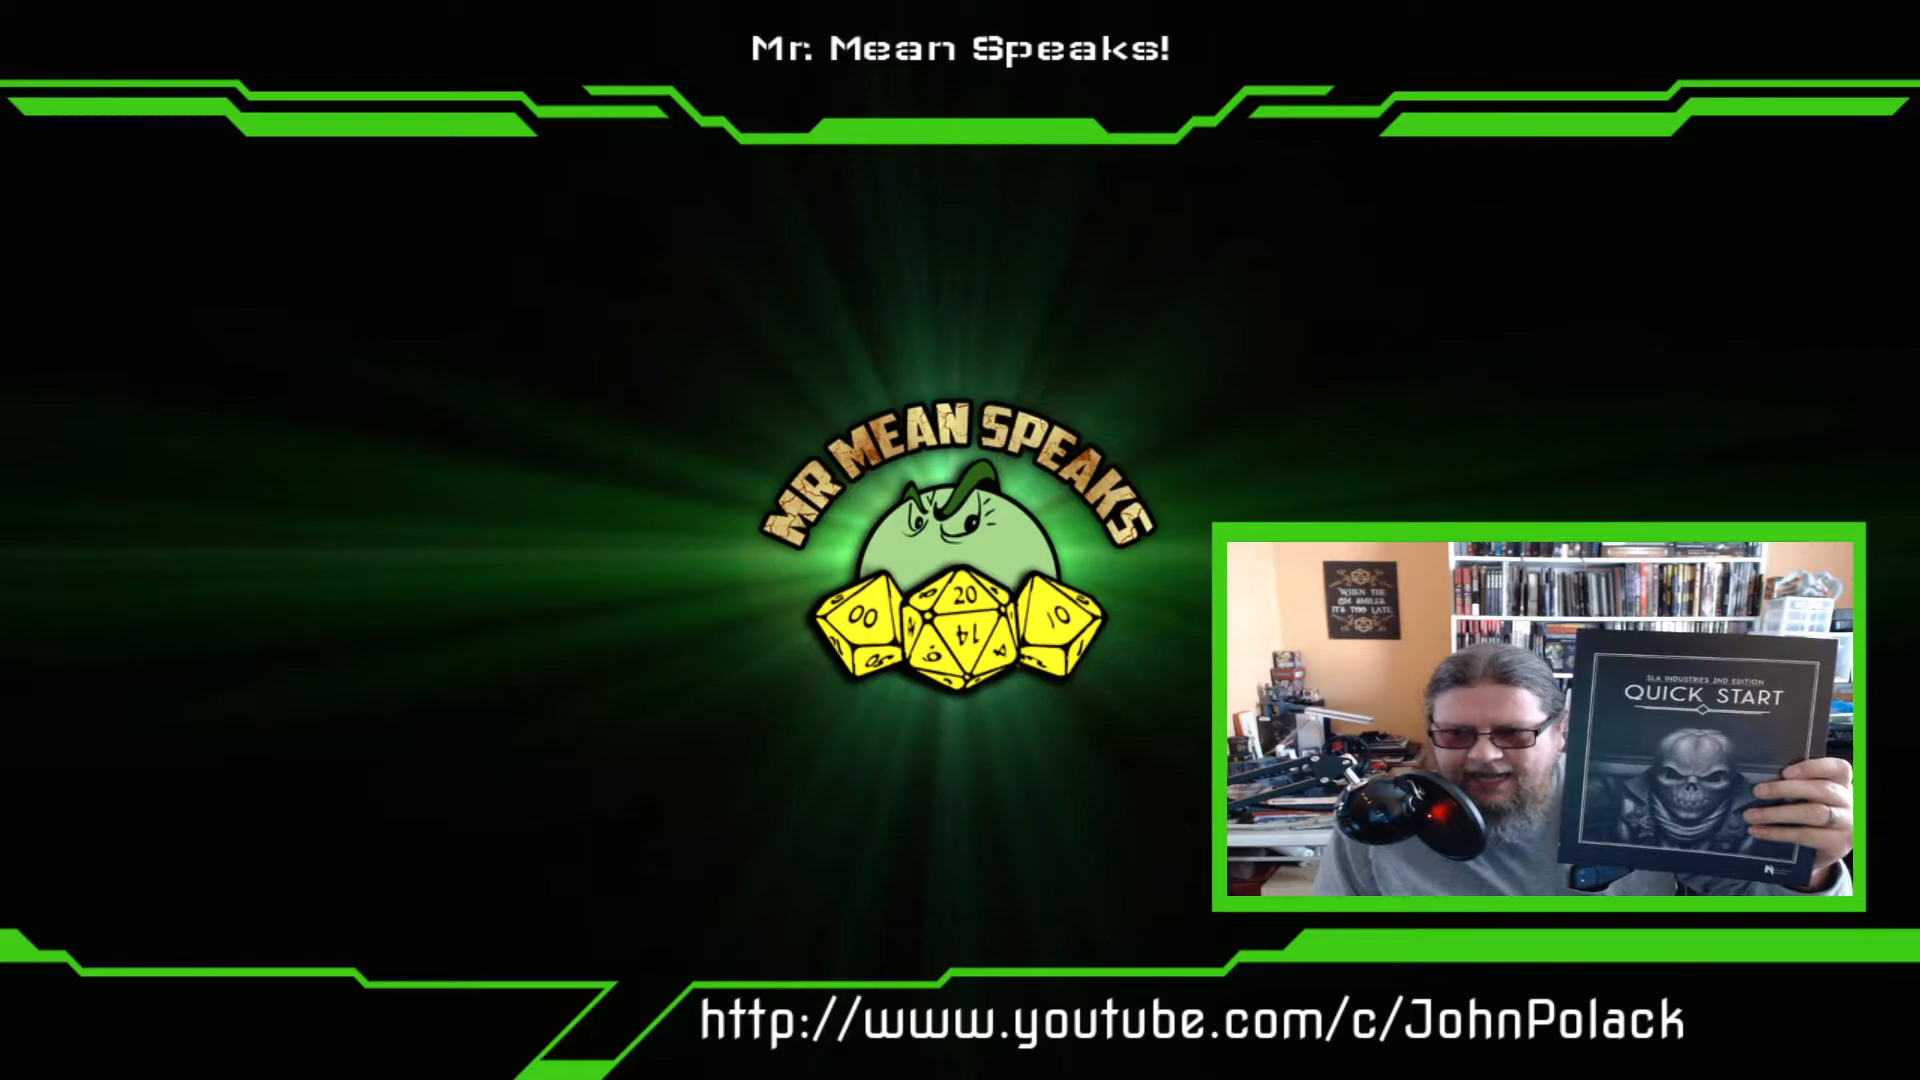 Mr. Mean Speaks!
MR MEAN SPEAKS
00
20
14
10
WHEN THE
GM SMILES
IT'S TOO LATE
SLA INDUSTRIES 2ND EDITION
QUICK START
http://www.youtube.com/c/JohnPolack